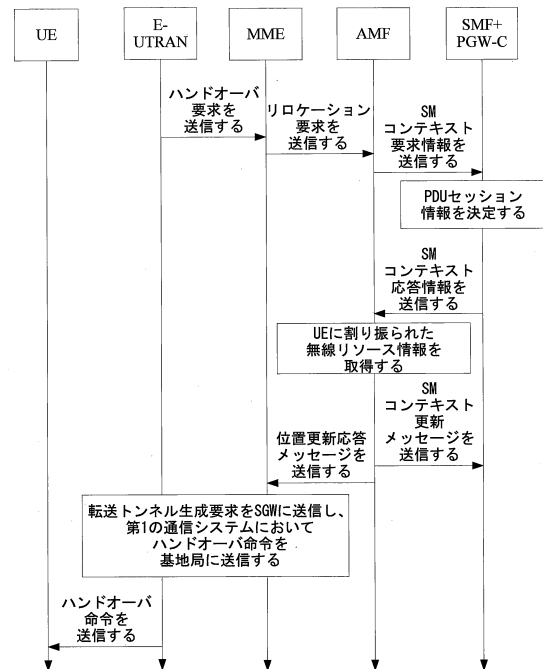 UE
E-
UTRAN
MME
AMF
SMF+
PGW-C
ハンドオーバ
要求を
送信する
リロケーション
要求を
送信する
SM
コンテキスト
要求情報を
送信する
PDUセッション
情報を決定する
SM
コンテキスト
応答情報を
送信する
UEに割り振られた
無線リソース情報を
取得する
SM
コンテキスト
更新
メッセージを
送信する
位置更新応答
メッセージを
送信する
転送トンネル生成要求をSGWに送信し、
第1の通信システムにおいて
ハンドオーバ命令を
基地局に送信する
ハンドオーバ
命令を
送信する